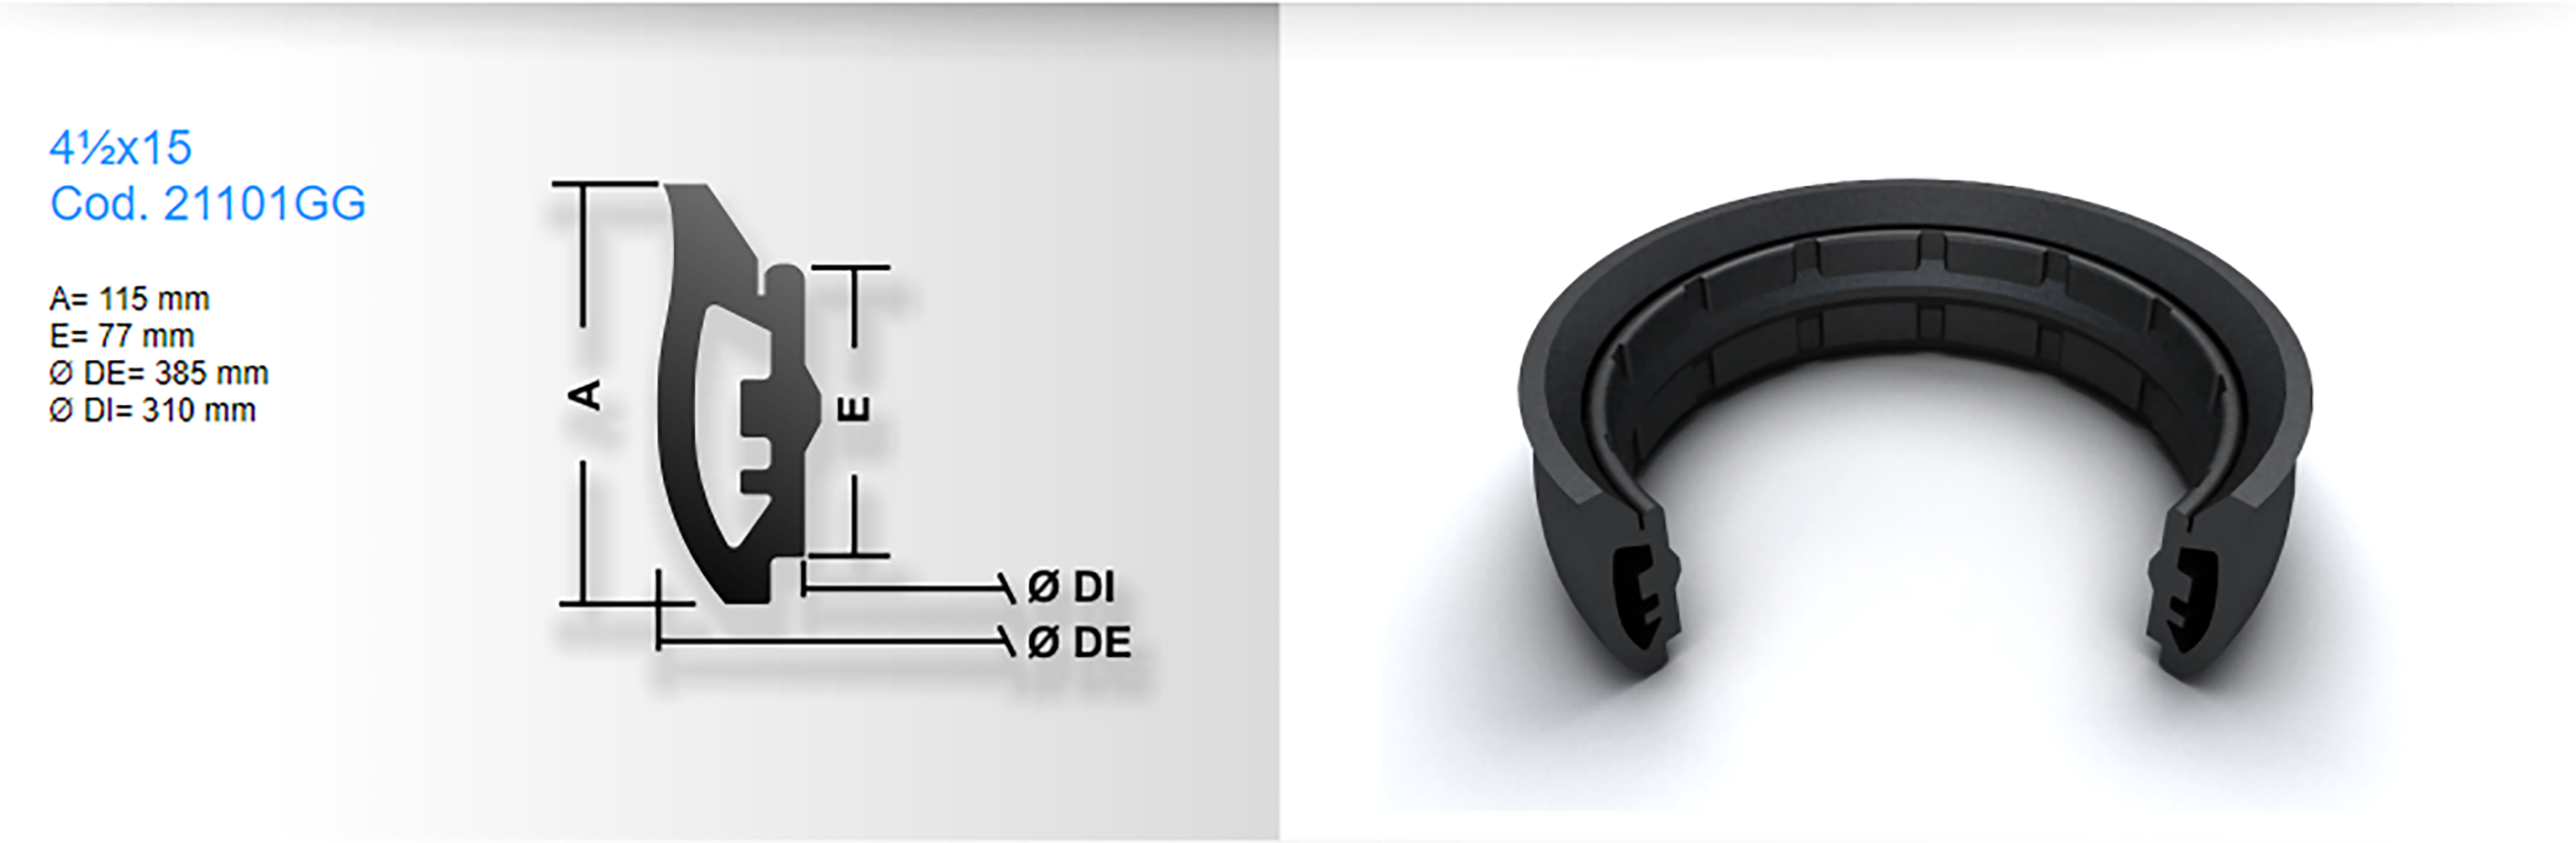 4½x15
Cod. 21101GG
A= 115 mm
E= 77 mm
Ø DE= 385 mm
Ø DI= 310 mm
A
E
Ø DI
Ø DE